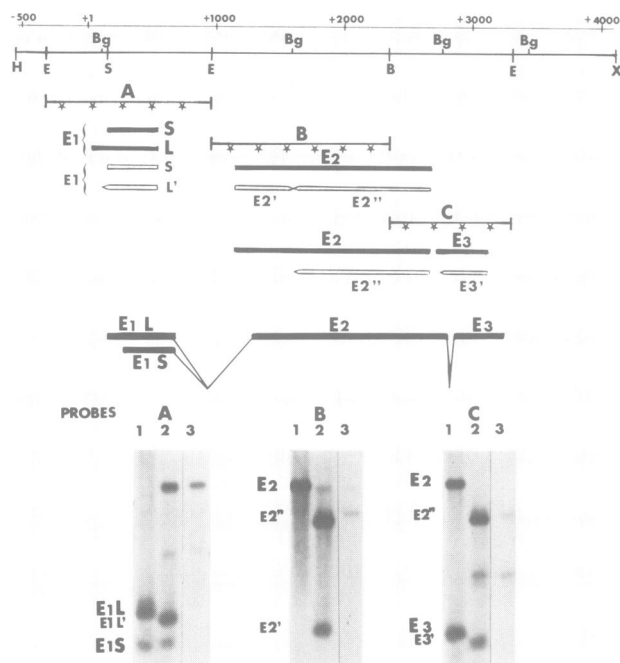 -500 +1 +1000 +2000 +3000 +4000
Bg Bg Bg Bg
H E S E B E X
A
E1 S
L
B
E1 S
L'
E2
E2' E2''
C
E2 E3
E2'' E3'
E1 L E2 E3
E1 S
PROBES A B C
1 2 3 1 2 3 1 2 3
E2 E2
E2'' E2''
E1L
E1L' E2' E3
E1S E3'